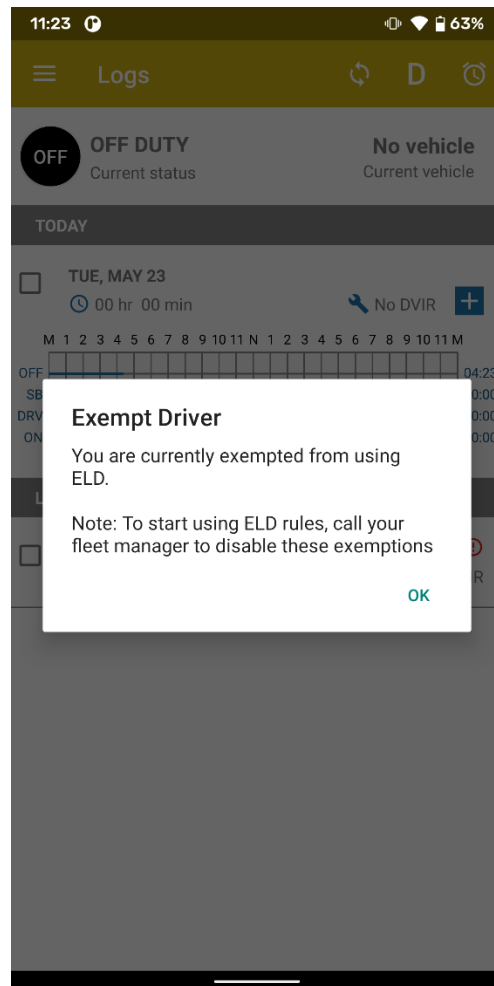 11:23 63%
Logs D
OFF OFF DUTY No vehicle
Current status Current vehicle
TODAY
TUE, MAY 23
00 hr 00 min No DVIR
M 1 2 3 4 5 6 7 8 9 10 11 N 1 2 3 4 5 6 7 8 9 10 11 M
OFF 04:23
SB
DRV
ON
Exempt Driver
You are currently exempted from using
ELD.
Note: To start using ELD rules, call your
fleet manager to disable these exemptions
OK